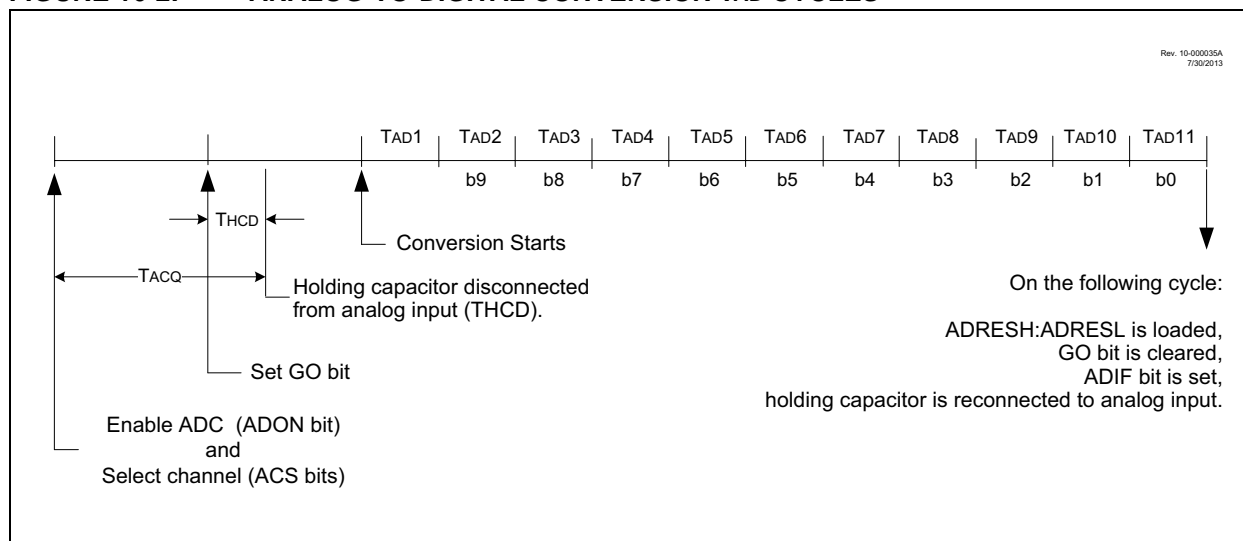 Rev. 10-000035A
7/30/2013
TAD1 TAD2 TAD3 TAD4 TAD5 TAD6 TAD7 TAD8 TAD9 TAD10 TAD11
b9 b8 b7 b6 b5 b4 b3 b2 b1 b0
THCD
Conversion Starts
TACQ
Holding capacitor disconnected
from analog input (THCD).
On the following cycle:
ADRESH:ADRESL is loaded,
GO bit is cleared,
ADIF bit is set,
holding capacitor is reconnected to analog input.
Set GO bit
Enable ADC (ADON bit)
and
Select channel (ACS bits)